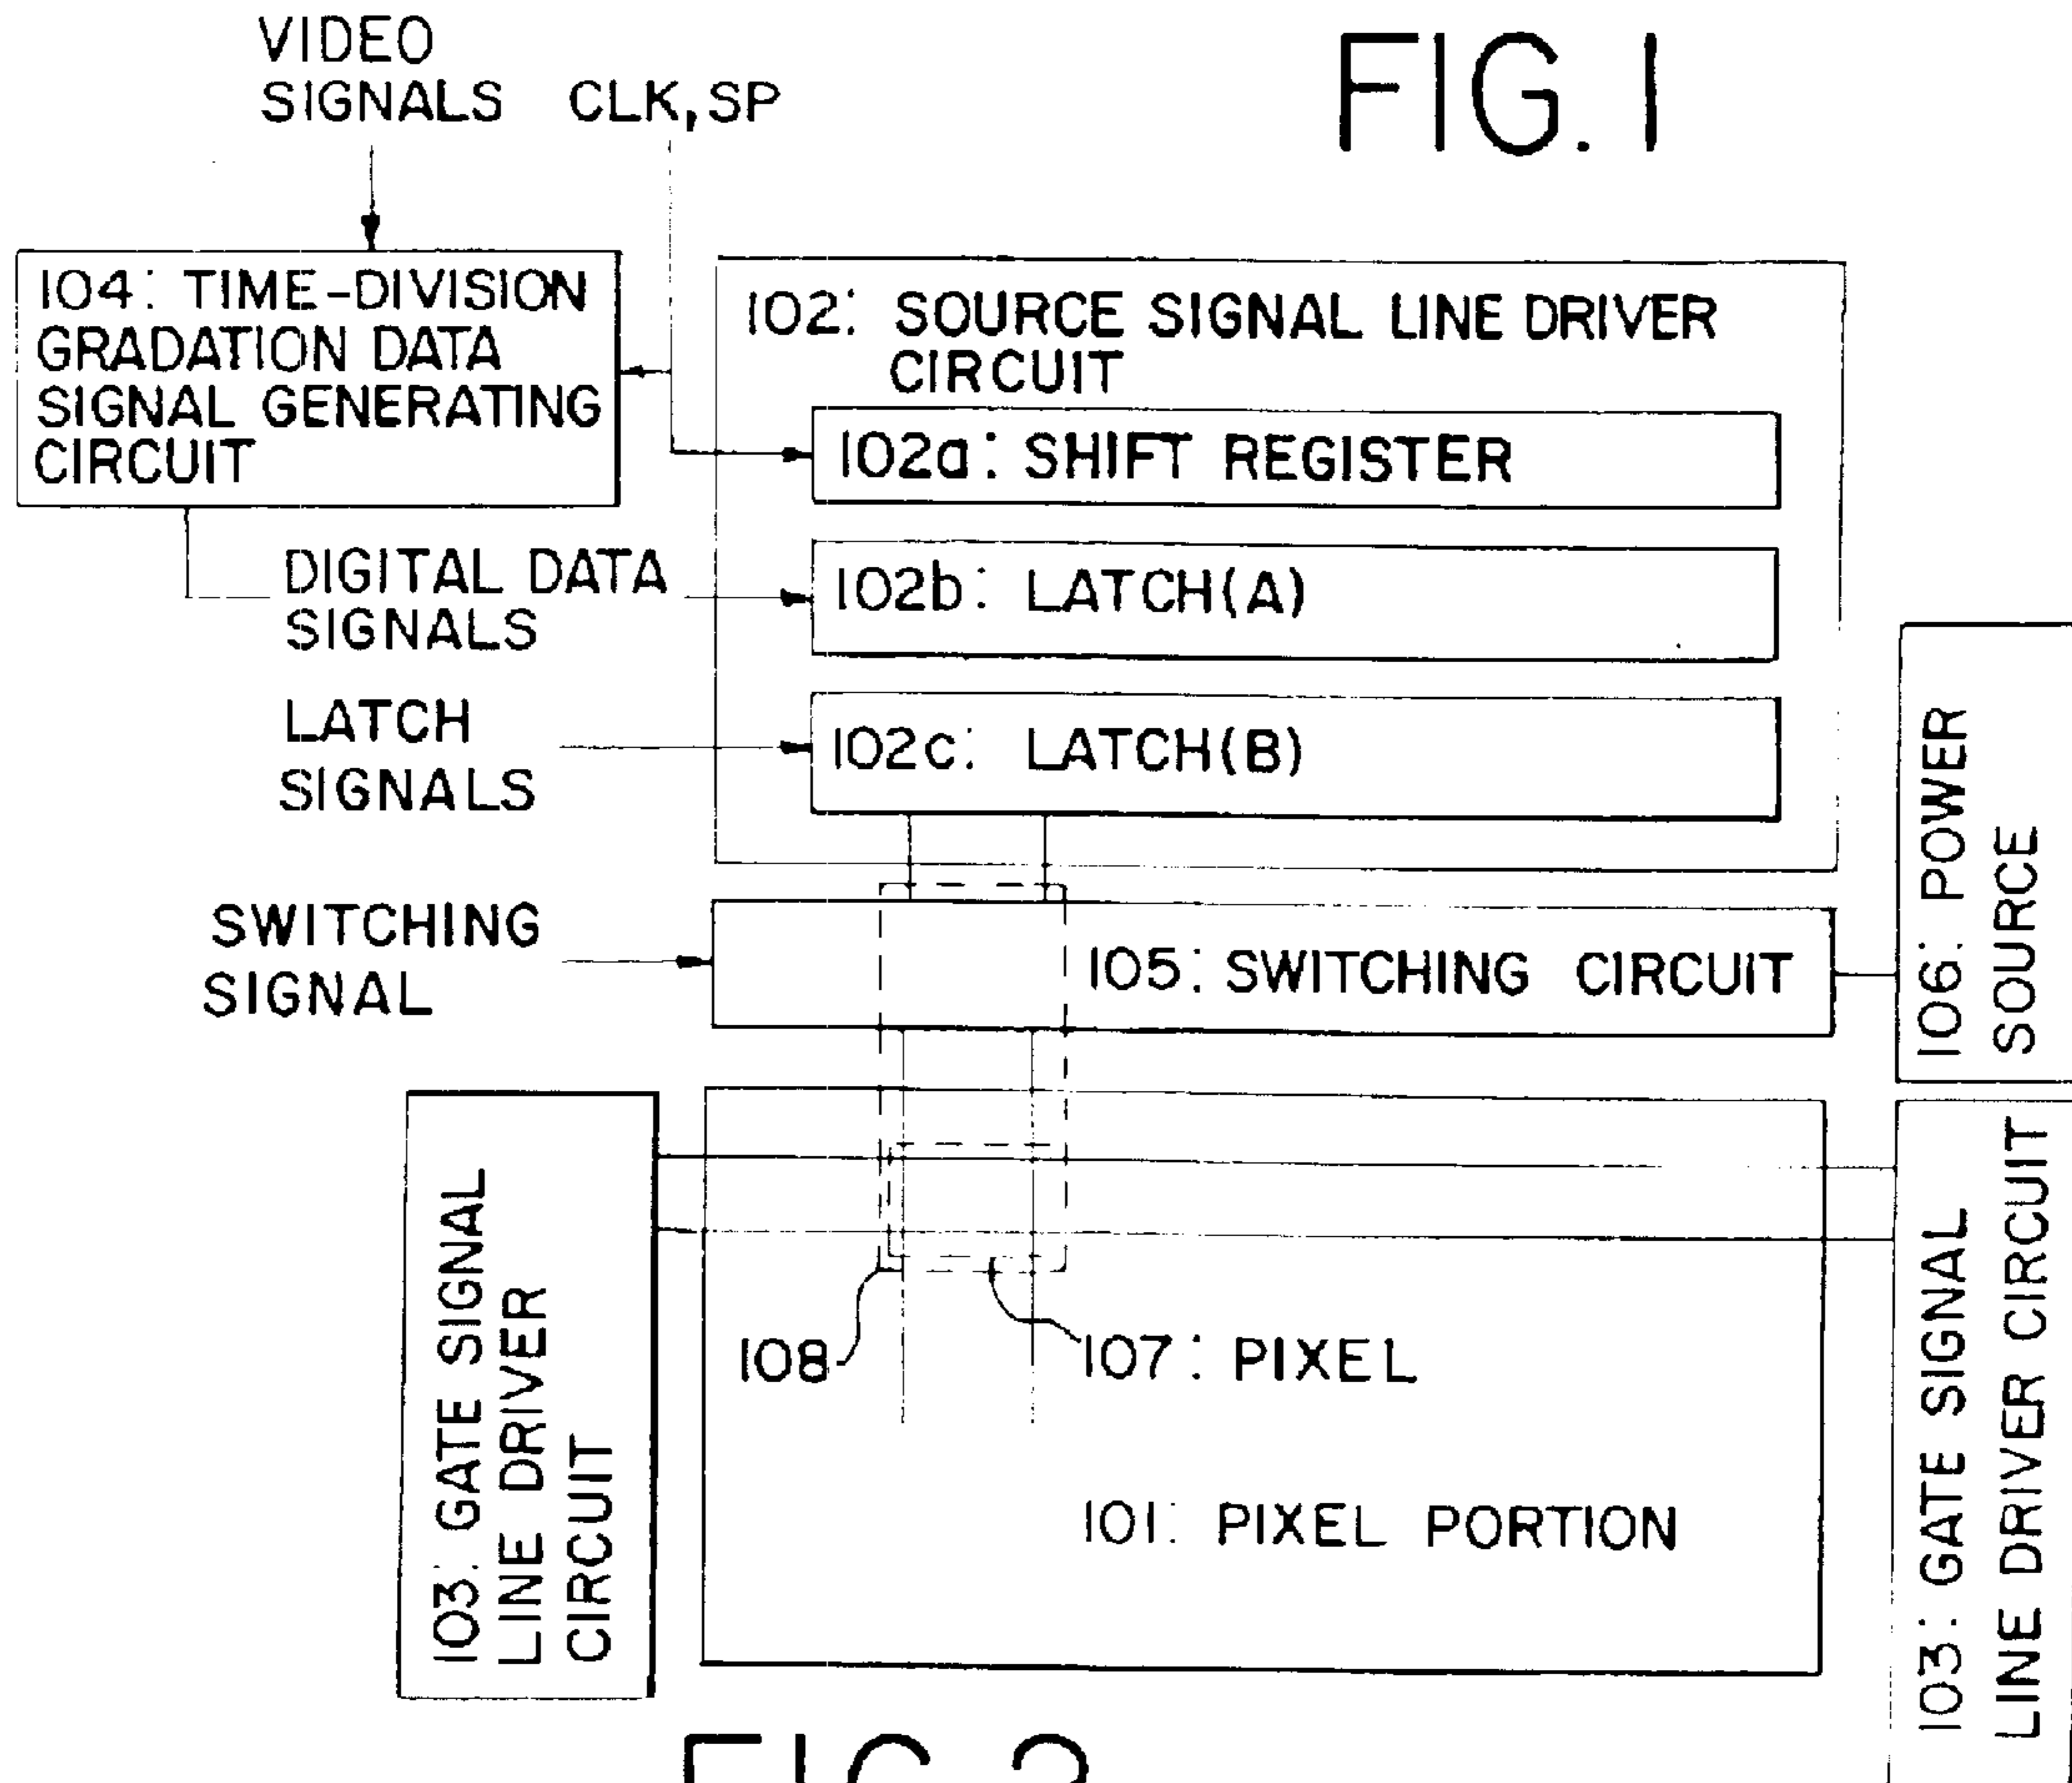 VIDEO
SIGNALS
CLK,SP
FIG. 1
104: TIME-DIVISION
GRADATION DATA
SIGNAL GENERATING
CIRCUIT
102: SOURCE SIGNAL LINE DRIVER
CIRCUIT
102a: SHIFT REGISTER
DIGITAL DATA
SIGNALS
102b: LATCH(A)
LATCH
SIGNALS
102c: LATCH(B)
SWITCHING
SIGNAL
105: SWITCHING CIRCUIT
106: POWER
SOURCE
103: GATE SIGNAL
LINE DRIVER
CIRCUIT
108
107: PIXEL
101: PIXEL PORTION
103: GATE SIGNAL
LINE DRIVER CIRCUIT
FIG. 2